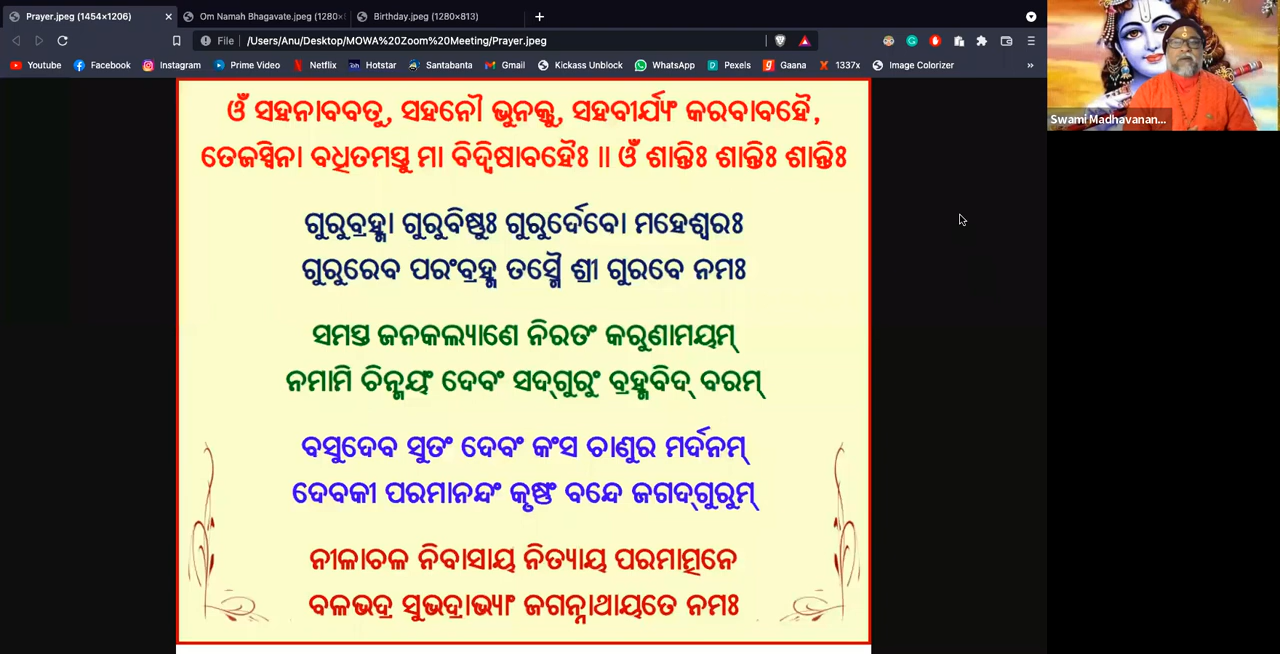 Prayer.jpeg (1454×1206)
Om Namah Bhagavate.jpeg (1280×
Birthday.jpeg (1280×813)
File
/Users/Anu/Desktop/MOWA%20Zoom%20Meeting/Prayer.jpeg
Youtube Facebook Instagram Prime Video Netflix Hotstar Santabanta Gmail Kickass Unblock WhatsApp Pexels Gaana 1337x Image Colorizer
Swami Madhavanan...
ଓଁ ସହନାବବତୁ, ସହନୌ ଭୁନକ୍ତୁ, ସହବୀର୍ଯ୍ୟଂ କରବାବହୈ,
ତେଜସ୍ୱିନା ବଧିତମସ୍ତୁ ମା ବିଦ୍ୱିଷାବହୈଃ ॥ ଓଁ ଶାନ୍ତିଃ ଶାନ୍ତିଃ ଶାନ୍ତିଃ
ଗୁରୁବ୍ରହ୍ମା ଗୁରୁବିଷ୍ଣୁଃ ଗୁରୁର୍ଦେବୋ ମହେଶ୍ୱରଃ
ଗୁରୁରେବ ପରଂବ୍ରହ୍ମ ତସ୍ମୈ ଶ୍ରୀ ଗୁରବେ ନମଃ
ସମସ୍ତ ଜନକଲ୍ୟାଣେ ନିରତଂ କରୁଣାମୟମ୍
ନମାମି ଚିନ୍ମୟଂ ଦେବଂ ସଦ୍‌ଗୁରୁଂ ବ୍ରହ୍ମବିଦ୍ ବରମ୍
ବସୁଦେବ ସୁତଂ ଦେବଂ କଂସ ଚାଣୁର ମର୍ଦନମ୍
ଦେବକୀ ପରମାନନ୍ଦଂ କୃଷ୍ଣଂ ବନ୍ଦେ ଜଗଦ୍‌ଗୁରୁମ୍
ନୀଳାଚଳ ନିବାସାୟ ନିତ୍ୟାୟ ପରମାତ୍ମନେ
ବଳଭଦ୍ର ସୁଭଦ୍ରାଭ୍ୟାଂ ଜଗନ୍ନାଥାୟତେ ନମଃ